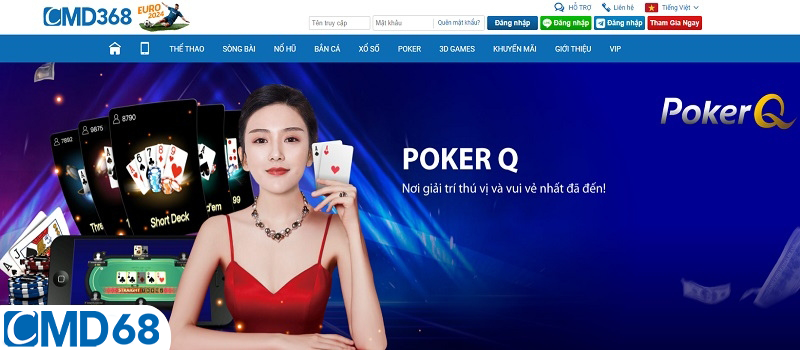 CMD368
EURO
2024
HỖ TRỢ
Liên hệ
Tiếng Việt
Tên truy cập
Mật khẩu
Quên mật khẩu?
Đăng nhập
Đăng nhập
Đăng nhập
Tham Gia Ngay
THỂ THAO
SÒNG BÀI
NỔ HŨ
BẮN CÁ
XỔ SỐ
POKER
3D GAMES
KHUYẾN MÃI
GIỚI THIỆU
VIP
PokerQ
7892
9875
8790
POKER Q
Nơi giải trí thú vị và vui vẻ nhất đã đến!
Short Deck
CMD68